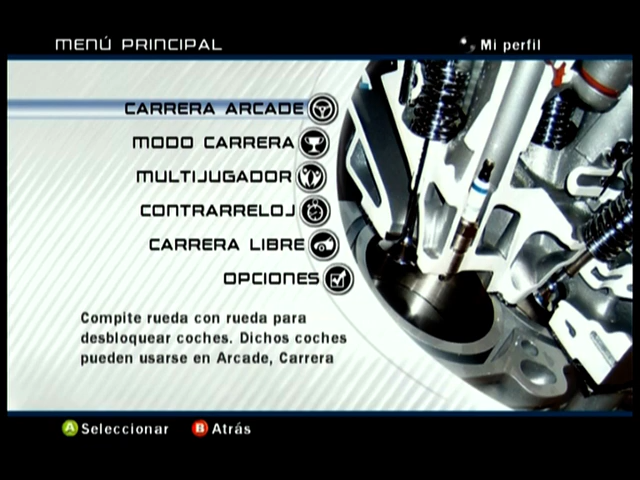 MENÚ PRINCIPAL
Mi perfil
CARRERA ARCADE
MODO CARRERA
MULTIJUGADOR
CONTRARRELOJ
CARRERA LIBRE
OPCIONES
Compite rueda con rueda para
desbloquear coches. Dichos coches
pueden usarse en Arcade, Carrera
A Seleccionar
B Atrás